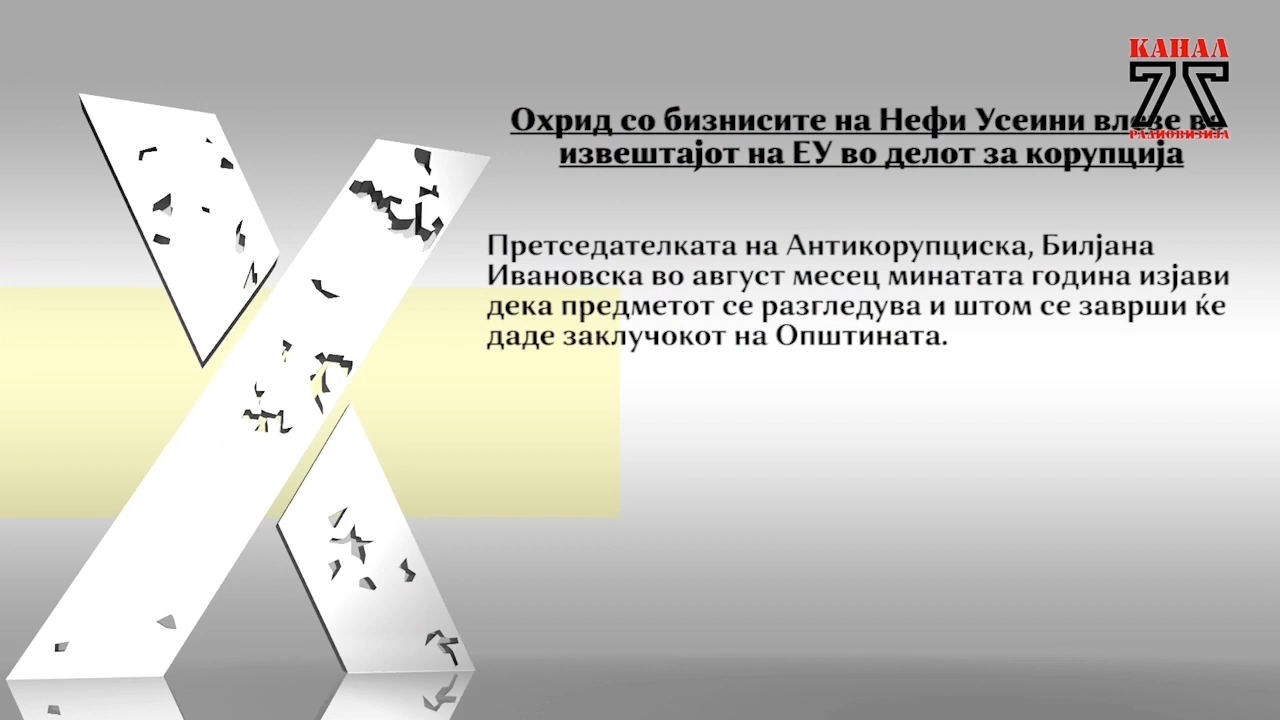 КАНАЛ
77
РАДИОВИЗИЈА
Охрид со бизнисите на Нефи Усеини влезе во
извештајот на ЕУ во делот за корупција
Претседателката на Антикорупциска, Билјана
Ивановска во август месец минатата година изјави
дека предметот се разгледува и штом се заврши ќе
даде заклучокот на Општината.